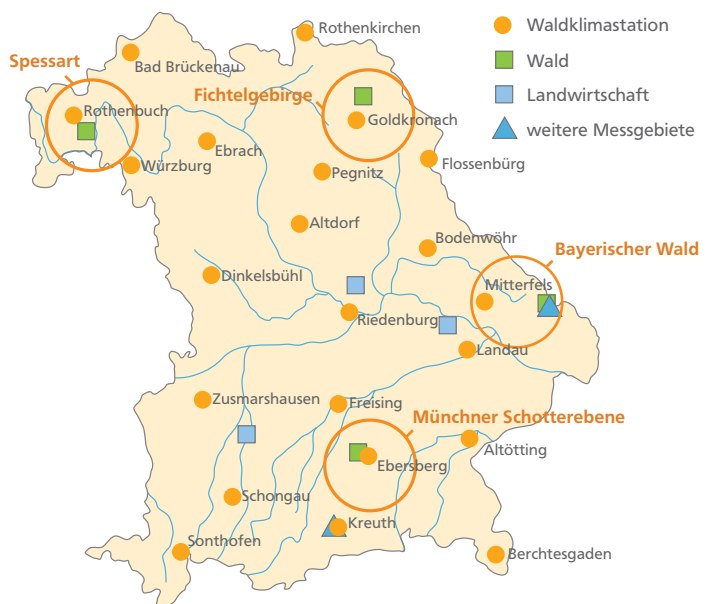 Rothenkirchen
Waldklimastation
Spessart
Bad Brückenau
Wald
Fichtelgebirge
Landwirtschaft
Rothenbuch
Goldkronach
weitere Messgebiete
Ebrach
Würzburg
Pegnitz
Flossenbürg
Altdorf
Bodenwöhr
Bayerischer Wald
Dinkelsbühl
Mitterfels
Riedenburg
Landau
Zusmarshausen
Freising
Münchner Schotterebene
Altötting
Ebersberg
Schongau
Kreuth
Sonthofen
Berchtesgaden